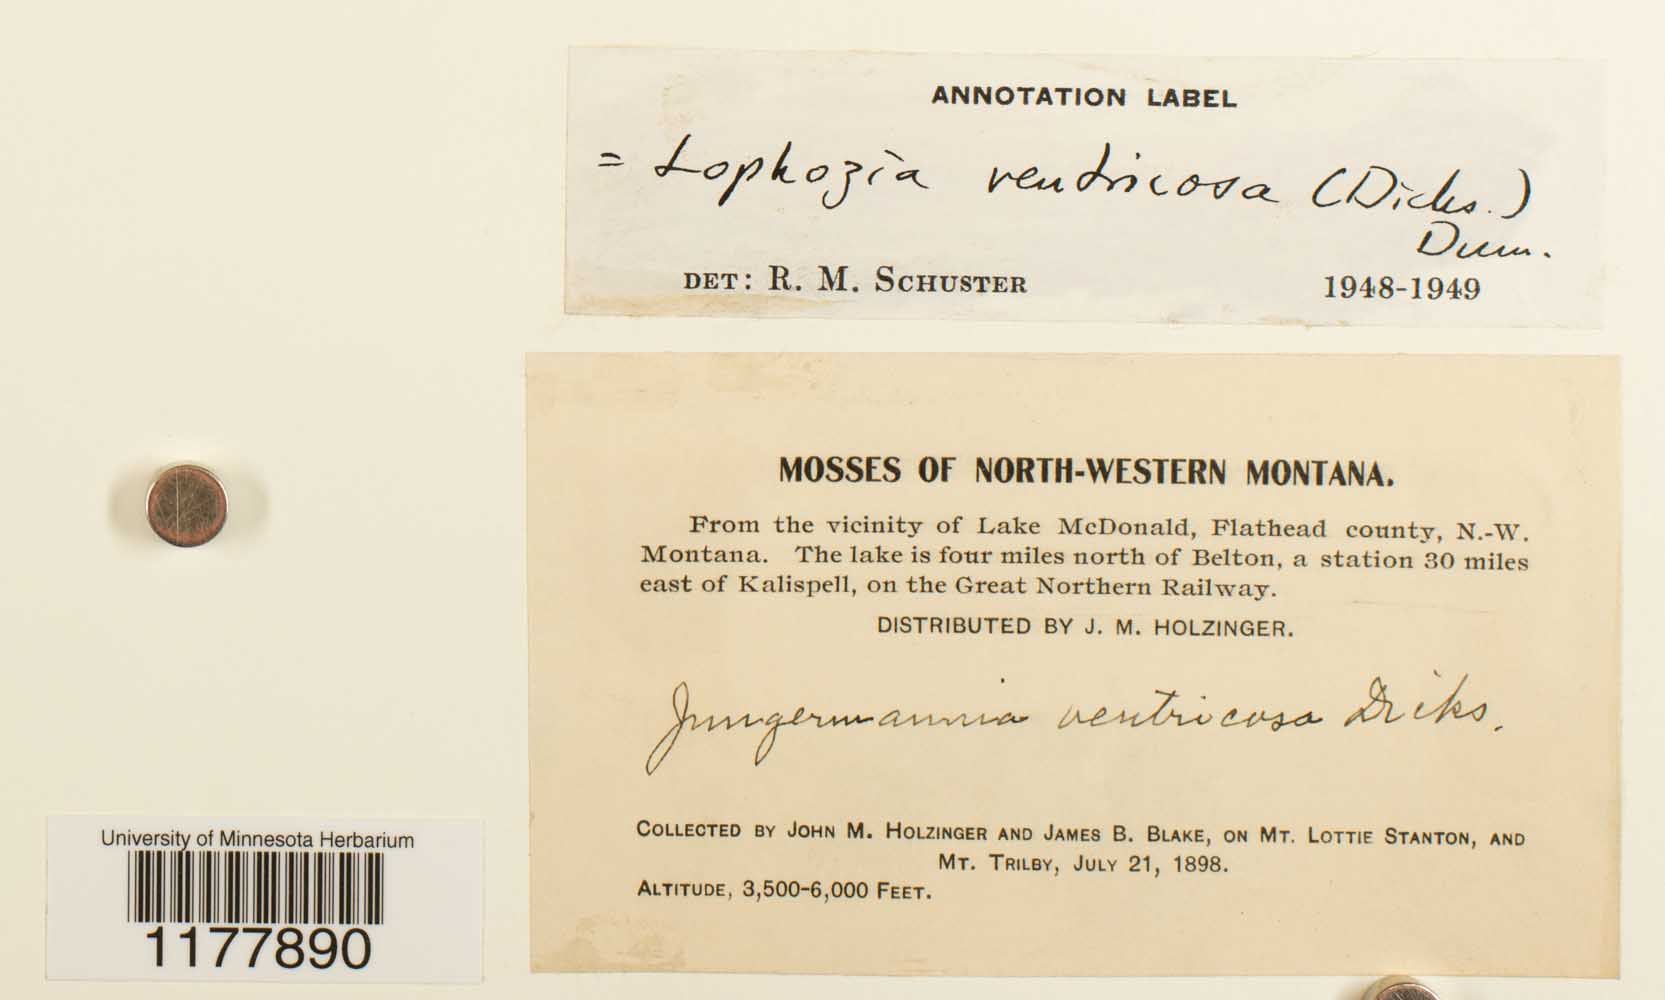 ANNOTATION LABEL
= Lophozia ventricosa (Dicks.)
Dum.
DET: R. M. SCHUSTER 1948-1949
MOSSES OF NORTH-WESTERN MONTANA.
From the vicinity of Lake McDonald, Flathead county, N.-W.
Montana. The lake is four miles north of Belton, a station 30 miles
east of Kalispell, on the Great Northern Railway.
DISTRIBUTED BY J. M. HOLZINGER.
Jungermannia ventricosa Dicks.
COLLECTED BY JOHN M. HOLZINGER AND JAMES B. BLAKE, ON MT. LOTTIE STANTON, AND
MT. TRILBY, JULY 21, 1898.
ALTITUDE, 3,500-6,000 FEET.
University of Minnesota Herbarium
1177890